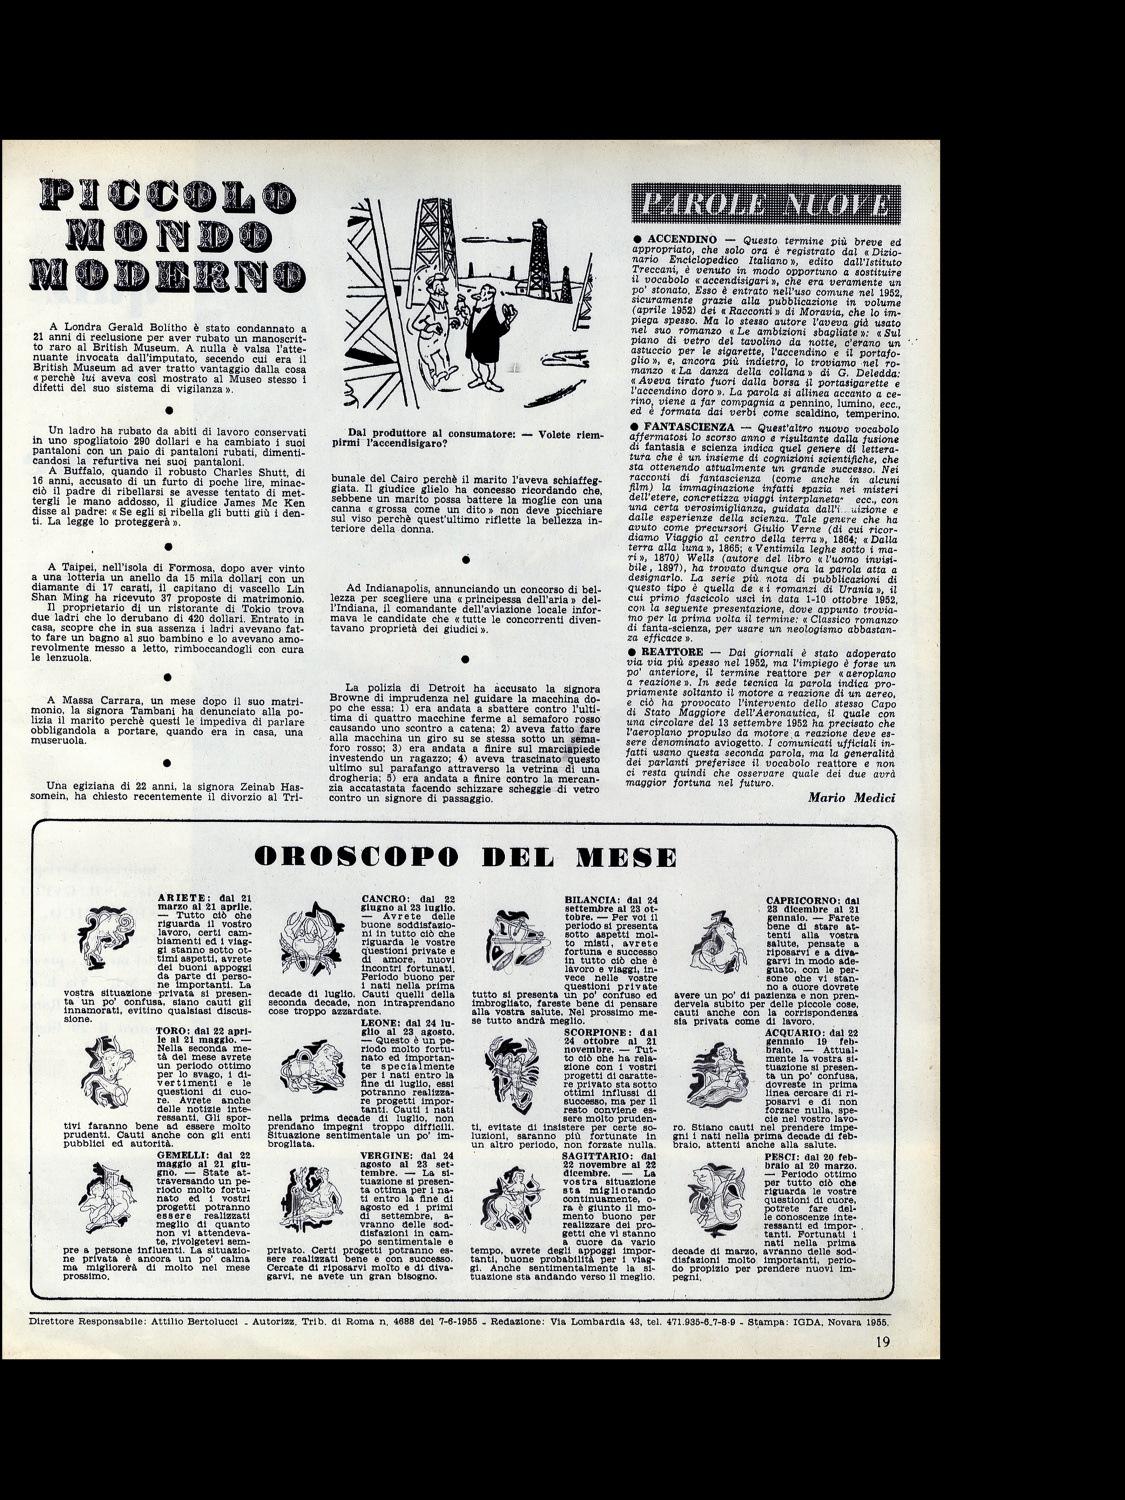 PICCOLO
MONDO
MODERNO
A Londra Gerald Bolitho è stato condannato a
21 anni di reclusione per aver rubato un manoscrit-
to raro al British Museum. A nulla è valsa l'atte-
nuante invocata dall'imputato, secendo cui era il
British Museum ad aver tratto vantaggio dalla cosa
« perchè lui aveva così mostrato al Museo stesso i
difetti del suo sistema di vigilanza ».
●
Un ladro ha rubato da abiti di lavoro conservati
in uno spogliatoio 290 dollari e ha cambiato i suoi
pantaloni con un paio di pantaloni rubati, dimenti-
candosi la refurtiva nei suoi pantaloni.
A Buffalo, quando il robusto Charles Shutt, di
16 anni, accusato di un furto di poche lire, minac-
ciò il padre di ribellarsi se avesse tentato di met-
tergli le mano addosso, il giudice James Mc Ken
disse al padre: « Se egli si ribella gli butti giù i den-
ti. La legge lo proteggerà ».
●
A Taipei, nell'isola di Formosa, dopo aver vinto
a una lotteria un anello da 15 mila dollari con un
diamante di 17 carati, il capitano di vascello Lin
Shan Ming ha ricevuto 37 proposte di matrimonio.
Il proprietario di un ristorante di Tokio trova
due ladri che lo derubano di 420 dollari. Entrato in
casa, scopre che in sua assenza i ladri avevano fat-
to fare un bagno al suo bambino e lo avevano amo-
revolmente messo a letto, rimboccandogli con cura
le lenzuola.
●
A Massa Carrara, un mese dopo il suo matri-
monio, la signora Tambani ha denunciato alla po-
lizia il marito perchè questi le impediva di parlare
obbligandola a portare, quando era in casa, una
museruola.
●
Una egiziana di 22 anni, la signora Zeinab Has-
somein, ha chiesto recentemente il divorzio al Tri-
Dal produttore al consumatore: — Volete riem-
pirmi l'accendisigaro?
bunale del Cairo perchè il marito l'aveva schiaffeg-
giata. Il giudice glielo ha concesso ricordando che,
sebbene un marito possa battere la moglie con una
canna « grossa come un dito » non deve picchiare
sul viso perchè quest'ultimo riflette la bellezza in-
teriore della donna.
●
Ad Indianapolis, annunciando un concorso di bel-
lezza per scegliere una « principessa dell'aria » del-
l'Indiana, il comandante dell'aviazione locale infor-
mava le candidate che « tutte le concorrenti diven-
tavano proprietà dei giudici ».
●
La polizia di Detroit ha accusato la signora
Browne di imprudenza nel guidare la macchina do-
po che essa: 1) era andata a sbattere contro l'ulti-
tima di quattro macchine ferme al semaforo rosso
causando uno scontro a catena; 2) aveva fatto fare
alla macchina un giro su se stessa sotto un sema-
foro rosso; 3) era andata a finire sul marciapiede
investendo un ragazzo; 4) aveva trascinato questo
ultimo sul parafango attraverso la vetrina di una
drogheria; 5) era andata a finire contro la mercan-
zia accatastata facendo schizzare scheggie di vetro
contro un signore di passaggio.
PAROLE NUOVE
● ACCENDINO — Questo termine più breve ed
appropriato, che solo ora è registrato dal « Dizio-
nario Enciclopedico Italiano », edito dall'Istituto
Treccani, è venuto in modo opportuno a sostituire
il vocabolo « accendisigari », che era veramente un
po' stonato. Esso è entrato nell'uso comune nel 1952,
sicuramente grazie alla pubblicazione in volume
(aprile 1952) dei « Racconti » di Moravia, che lo im-
piega spesso. Ma lo stesso autore l'aveva già usato
nel suo romanzo « Le ambizioni sbagliate »: « Sul
piano di vetro del tavolino da notte, c'erano un
astuccio per le sigarette, l'accendino e il portafo-
glio », e, ancora più indietro, lo troviamo nel ro-
manzo « La danza della collana » di G. Deledda:
« Aveva tirato fuori dalla borsa il portasigarette e
l'accendino doro ». La parola si allinea accanto a ce-
rino, viene a far compagnia a pennino, lumino, ecc.,
ed è formata dai verbi come scaldino, temperino.
● FANTASCIENZA — Quest'altro nuovo vocabolo
affermatosi lo scorso anno e risultante dalla fusione
di fantasia e scienza indica quel genere di lettera-
tura che è un insieme di cognizioni scientifiche, che
sta ottenendo attualmente un grande successo. Nei
racconti di fantascienza (come anche in alcuni
film) la immaginazione infatti spazia nei misteri
dell'etere, concretizza viaggi interplaneta ecc., con
una certa verosimiglianza, guidata dall' uizione e
dalle esperienze della scienza. Tale genere che ha
avuto come precursori Giulio Verne (di cui ricor-
diamo Viaggio al centro della terra », 1864; « Dalla
terra alla luna », 1865; « Ventimila leghe sotto i ma-
ri », 1870) Wells (autore del libro « l'uomo invisi-
bile , 1897), ha trovato dunque ora la parola atta a
designarlo. La serie più nota di pubblicazioni di
questo tipo è quella de « i romanzi di Urania », il
cui primo fascicolo uscì in data 1-10 ottobre 1952,
con la seguente presentazione, dove appunto trovia-
mo per la prima volta il termine: « Classico romanzo
di fanta-scienza, per usare un neologismo abbastan-
za efficace ».
● REATTORE — Dai giornali è stato adoperato
via via più spesso nel 1952, ma l'impiego è forse un
po' anteriore, il termine reattore per « aeroplano
a reazione ». In sede tecnica la parola indica pro-
priamente soltanto il motore a reazione di un aereo,
e ciò ha provocato l'intervento dello stesso Capo
di Stato Maggiore dell'Aeronautica, il quale con
una circolare del 13 settembre 1952 ha precisato che
l'aeroplano propulso da motore a reazione deve es-
sere denominato aviogetto. I comunicati ufficiali in-
fatti usano questa seconda parola, ma la generalità
dei parlanti preferisce il vocabolo reattore e non
ci resta quindi che osservare quale dei due avrà
maggior fortuna nel futuro.
Mario Medici
OROSCOPO DEL MESE
ARIETE: dal 21
marzo al 21 aprile.
— Tutto ciò che
riguarda il vostro
lavoro, certi cam-
biamenti ed i viag-
gi stanno sotto ot-
timi aspetti, avrete
dei buoni appoggi
da parte di perso-
ne importanti. La
vostra situazione privata si presen-
ta un po' confusa, siano cauti gli
innamorati, evitino qualsiasi discus-
sione.
TORO: dal 22 apri-
le al 21 maggio. —
Nella seconda me-
tà del mese avrete
un periodo ottimo
per lo svago, i di-
vertimenti e le
questioni di cuo-
re. Avrete anche
delle notizie inte-
ressanti. Gli spor-
tivi faranno bene ad essere molto
prudenti. Cauti anche con gli enti
pubblici ed autorità.
GEMELLI: dal 22
maggio al 21 giu-
gno. — State at-
traversando un pe-
riodo molto fortu-
nato ed i vostri
progetti potranno
essere realizzati
meglio di quanto
non vi attendeva-
te, rivolgetevi sem-
pre a persone influenti. La situazio-
ne privata è ancora un po' calma
ma migliorerà di molto nel mese
prossimo.
CANCRO: dal 22
giugno al 23 luglio.
— Avrete delle
buone soddisfazio-
ni in tutto ciò che
riguarda le vostre
questioni private e
di amore, nuovi
incontri fortunati.
Periodo buono per
i nati nella prima
decade di luglio. Cauti quelli della
seconda decade, non intraprendano
cose troppo azzardate.
LEONE: dal 24 lu-
glio al 23 agosto.
— Questo è un pe-
riodo molto fortu-
nato ed importan-
te specialmente
per i nati entro la
fine di luglio, essi
potranno realizza-
re progetti impor-
tanti. Cauti i nati
nella prima decade di luglio, non
prendano impegni troppo difficili.
Situazione sentimentale un po' im-
brogliata.
VERGINE: dal 24
agosto al 23 set-
tembre. — La si-
tuazione si presen-
ta ottima per i na-
ti entro la fine di
agosto ed i primi
di settembre, a-
vranno delle sod-
disfazioni in cam-
po sentimentale e
privato. Certi progetti potranno es-
sere realizzati bene e con successo.
Cercate di riposarvi molto e di diva-
garvi, ne avete un gran bisogno.
BILANCIA: dal 24
settembre al 23 ot-
tobre. — Per voi il
periodo si presenta
sotto aspetti mol-
to misti, avrete
fortuna e successo
in tutto ciò che è
lavoro e viaggi, in-
vece nelle vostre
questioni private
tutto si presenta un po' confuso ed
imbrogliato, fareste bene di pensare
alla vostra salute. Nel prossimo me-
se tutto andrà meglio.
SCORPIONE: dal
24 ottobre al 21
novembre. — Tut-
to ciò che ha rela-
zione con i vostri
progetti di caratte-
re privato sta sotto
ottimi influssi di
successo, ma per il
resto conviene es-
sere molto pruden-
ti, evitate di insistere per certe so-
luzioni, saranno più fortunate in
un altro periodo, non forzate nulla.
SAGITTARIO: dal
22 novembre al 22
dicembre. — La
vostra situazione
sta migliorando
continuamente, o-
ra è giunto il mo-
mento buono per
realizzare dei pro-
getti che vi stanno
a cuore da vario
tempo, avrete degli appoggi impor-
tanti, buone probabilità per i viag-
gi. Anche sentimentalmente la si-
tuazione sta andando verso il meglio.
CAPRICORNO: dal
23 dicembre al 21
gennaio. — Farete
bene di stare at-
tenti alla vostra
salute, pensate a
riposarvi e a diva-
garvi in modo ade-
guato, con le per-
sone che vi stan-
no a cuore dovrete
avere un po' di pazienza e non pren-
dervela subito per delle piccole cose,
cauti anche con la corrispondenza
sia privata come di lavoro.
ACQUARIO: dal 22
gennaio 19 feb-
braio. — Attual-
mente la vostra si-
tuazione si presen-
ta un po' confusa,
dovreste in prima
linea cercare di ri-
posarvi e di non
forzare nulla, spe-
cie nel vostro lavo-
ro. Stiano cauti nel prendere impe-
gni i nati nella prima decade di feb-
braio, attenti anche alla salute.
PESCI: dal 20 feb-
braio al 20 marzo.
— Periodo ottimo
per tutto ciò che
riguarda le vostre
questioni di cuore,
potrete fare del-
le conoscenze inte-
ressanti ed impor-
tanti. Fortunati i
nati nella prima
decade di marzo, avranno delle sod-
disfazioni molto importanti, perio-
do propizio per prendere nuovi im-
pegni.
Direttore Responsabile: Attilio Bertolucci - Autorizz. Trib. di Roma n. 4688 del 7-6-1955 - Redazione: Via Lombardia 43, tel. 471.935-6-7-8-9 - Stampa: IGDA, Novara 1955.
19